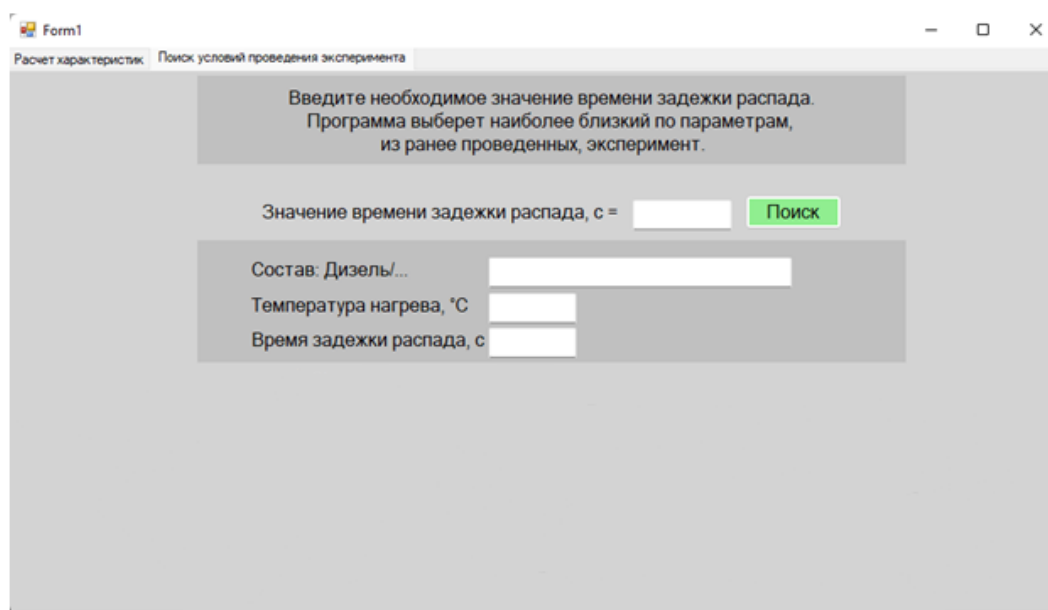 Form1
Расчет характеристик Поиск условий проведения эксперимента
Введите необходимое значение времени задежки распада.
Программа выберет наиболее близкий по параметрам,
из ранее проведенных, эксперимент.
Значение времени задежки распада, с = Поиск
Состав: Дизель/...
Температура нагрева, °C
Время задежки распада, с